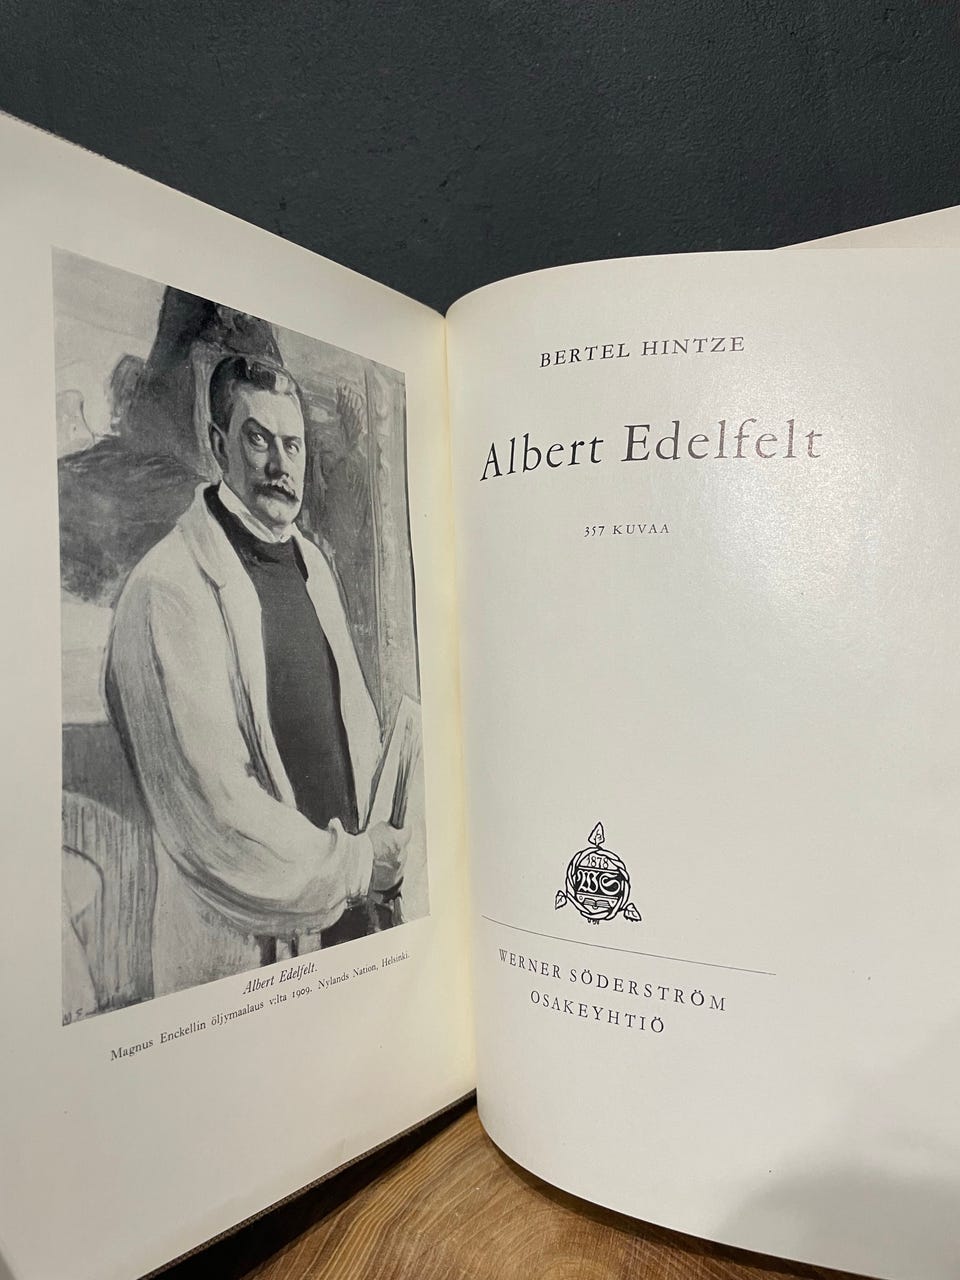 Albert Edelfelt.
Magnus Enckellin öljymaalaus v:lta 1909. Nylands Nation, Helsinki.
BERTEL HINTZE
Albert Edelfelt
357 KUVAA
1878
WS
WERNER SÖDERSTRÖM
OSAKEYHTIÖ